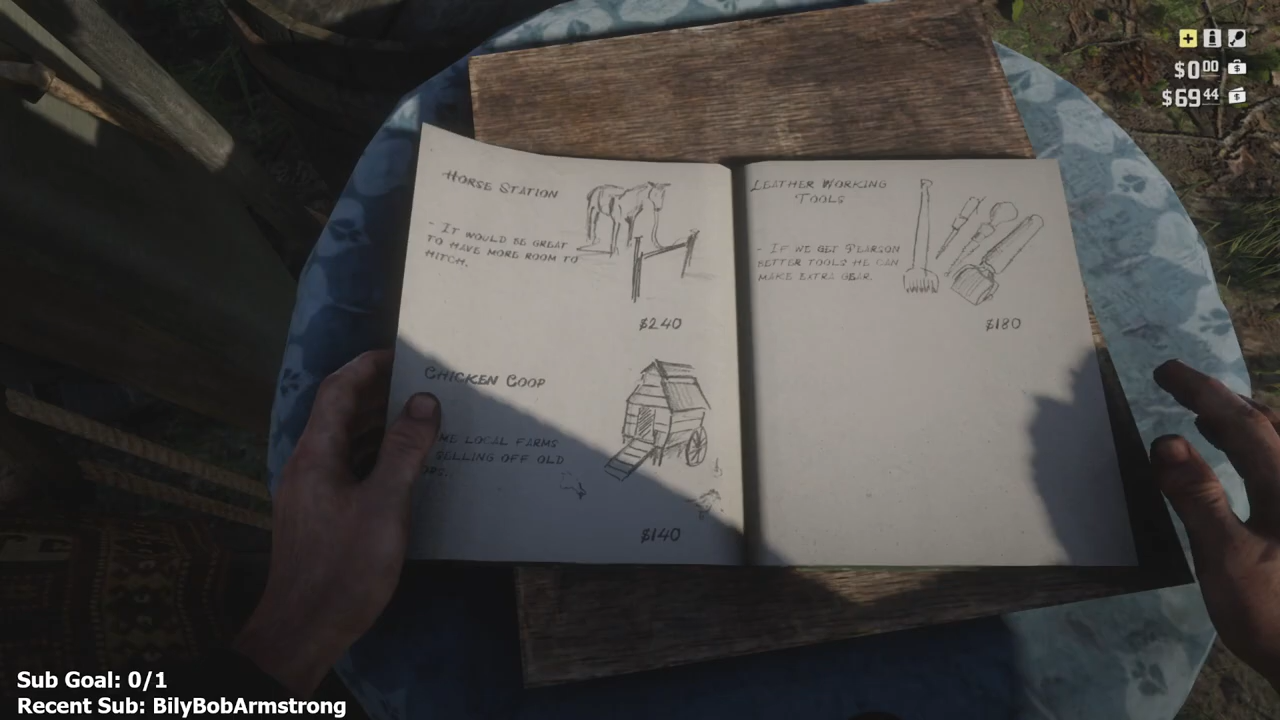 $0.00
$69.44
HORSE STATION
- IT WOULD BE GREAT
TO HAVE MORE ROOM TO
HITCH.
$240
CHICKEN COOP
LOCAL FARMS
SELLING OFF OLD
$140
LEATHER WORKING
TOOLS
- IF WE GET PEARSON
BETTER TOOLS HE CAN
MAKE EXTRA GEAR.
$180
Sub Goal: 0/1
Recent Sub: BilyBobArmstrong